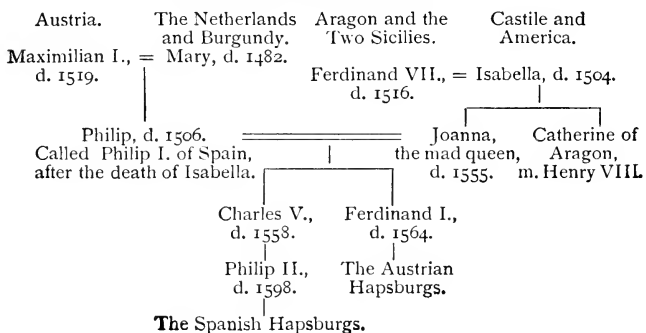 Austria. The Netherlands Aragon and the Castile and
and Burgundy. Two Sicilies. America.
Maximilian I., = Mary, d. 1482.
d. 1519. Ferdinand VII., = Isabella, d. 1504.
d. 1516.
Philip, d. 1506. Joanna, Catherine of
Called Philip I. of Spain, the mad queen, Aragon,
after the death of Isabella. d. 1555. m. Henry VIII.
Charles V., Ferdinand I.,
d. 1558. d. 1564.
Philip II., The Austrian
d. 1598. Hapsburgs.
The Spanish Hapsburgs.